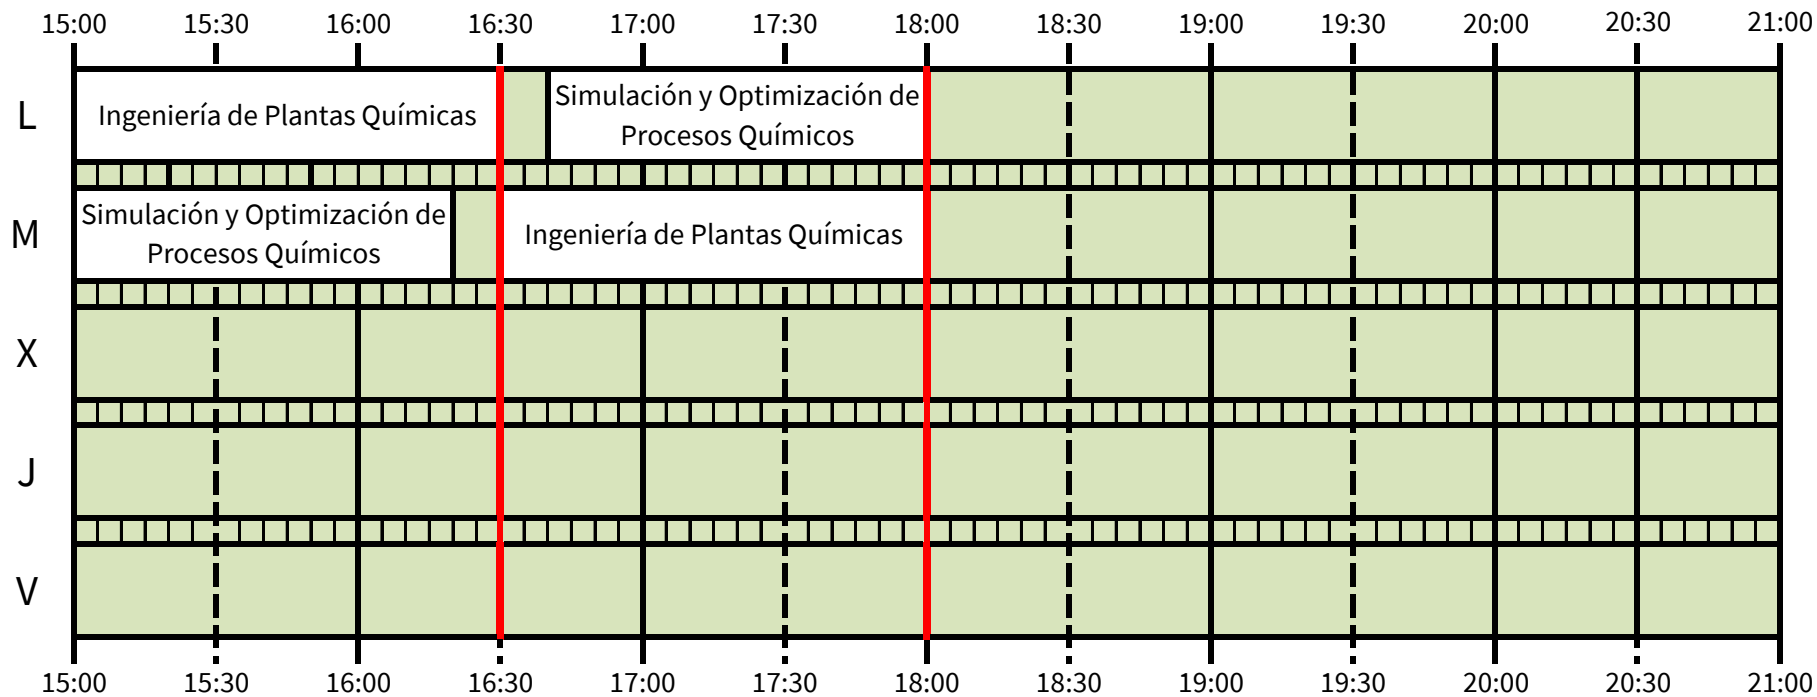 15:00 15:30 16:00 16:30 17:00 17:30 18:00 18:30 19:00 19:30 20:00 20:30 21:00
L
Ingeniería de Plantas Químicas
Simulación y Optimización de
Procesos Químicos
M
Simulación y Optimización de
Procesos Químicos
Ingeniería de Plantas Químicas
X
J
V
15:00 15:30 16:00 16:30 17:00 17:30 18:00 18:30 19:00 19:30 20:00 20:30 21:00